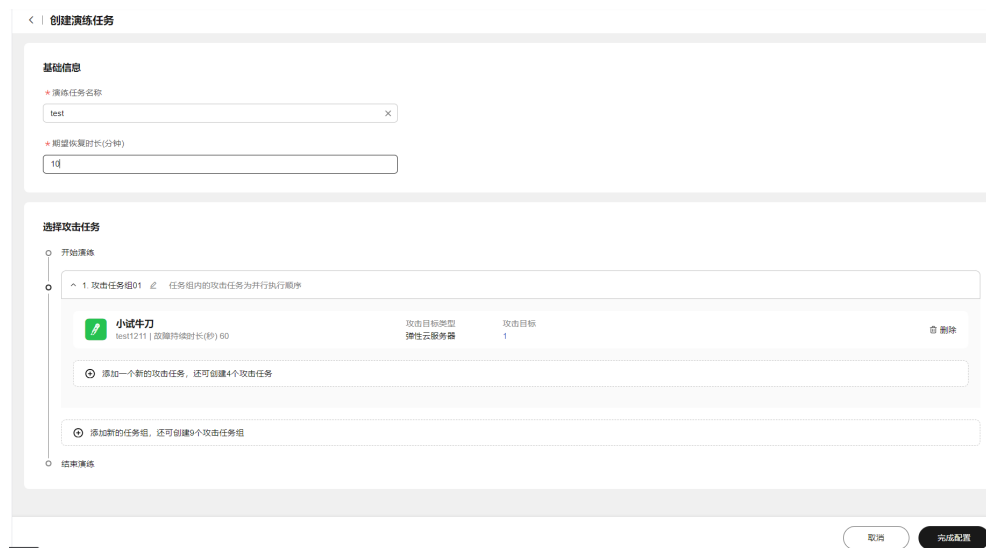 创建演练任务
基础信息
* 演练任务名称
test
* 期望恢复时长(分钟)
10
选择攻击任务
开始演练
1. 攻击任务组01 任务组内的攻击任务为并行执行顺序
小试牛刀 攻击目标类型 攻击目标
test1211 | 故障持续时长(秒) 60 弹性云服务器 1 删除
添加一个新的攻击任务，还可创建4个攻击任务
添加新的任务组，还可创建9个攻击任务组
结束演练
取消 完成配置